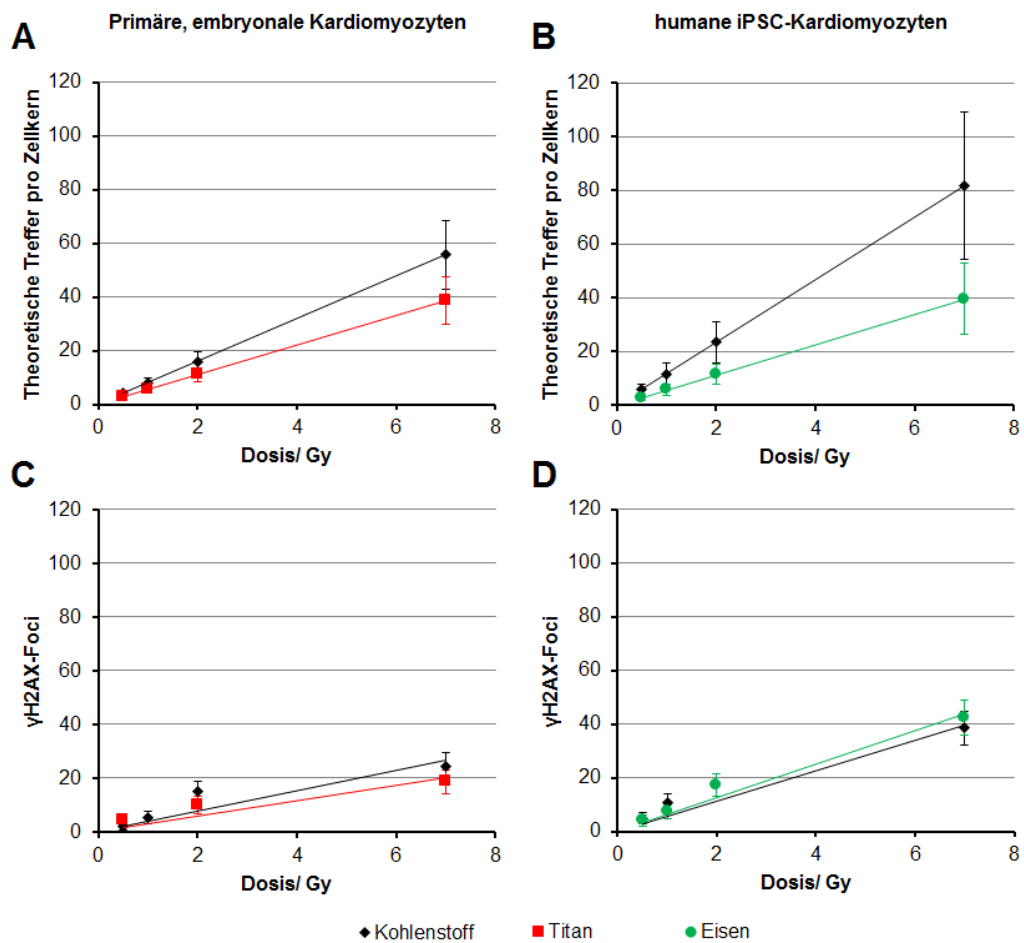 Primäre, embryonale Kardiomyozyten
humane iPSC-Kardiomyozyten
A
Theoretische Treffer pro Zellkern
120
100
80
60
40
20
0
0 2 4 6 8
Dosis/ Gy
B
Theoretische Treffer pro Zellkern
120
100
80
60
40
20
0
0 2 4 6 8
Dosis/ Gy
C
γH2AX-Foci
120
100
80
60
40
20
0
0 2 4 6 8
Dosis/ Gy
D
γH2AX-Foci
120
100
80
60
40
20
0
0 2 4 6 8
Dosis/ Gy
Kohlenstoff
Titan
Eisen